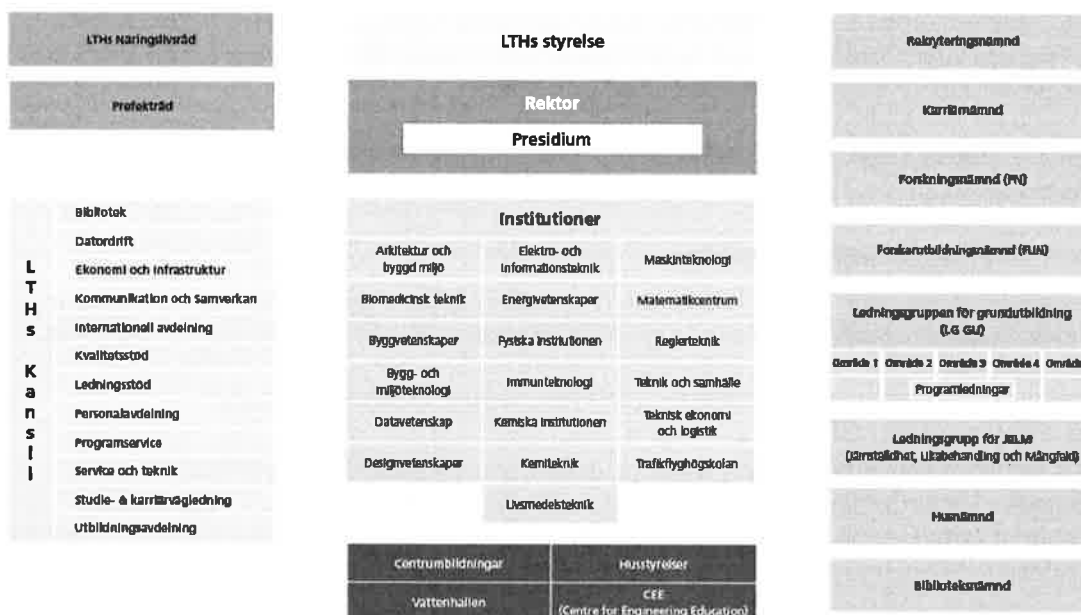 LTHs Näringslivsråd
Prefektråd
LTHs Kansli
Bibliotek
Datordrift
Ekonomi och infrastruktur
Kommunikation och Samverkan
Internationell avdelning
Kvalitetsstöd
Ledningsstöd
Personalavdelning
Programservice
Service och teknik
Studie- & karriärvägledning
Utbildningsavdelning
LTHs styrelse
Rektor
Presidium
Institutioner
Arkitektur och
byggd miljö
Elektro- och
informationsteknik
Maskinteknologi
Biomedicinsk teknik
Energivetenskaper
Matematikcentrum
Byggvetenskaper
Fysiska institutionen
Reglerteknik
Bygg- och
miljöteknologi
Immunteknologi
Teknik och samhälle
Datavetenskap
Kemiska institutionen
Teknisk ekonomi
och logistik
Designvetenskaper
Kemiteknik
Trafikflyghögskolan
Livsmedelsteknik
Centrumbildningar
Husstyrelser
Vattenhallen
CEE
(Centre for Engineering Education)
Rekryteringsnämnd
Karriärnämnd
Forskningsnämnd (FN)
Forskarutbildningsnämnd (FUN)
Ledningsgruppen för grundutbildning
(LG GU)
Område 1 Område 2 Område 3 Område 4 Område
Programledningar
Ledningsgrupp för JÄLM
(Jämställdhet, Likabehandling och Mångfald)
Husnämnd
Biblioteksnämnd